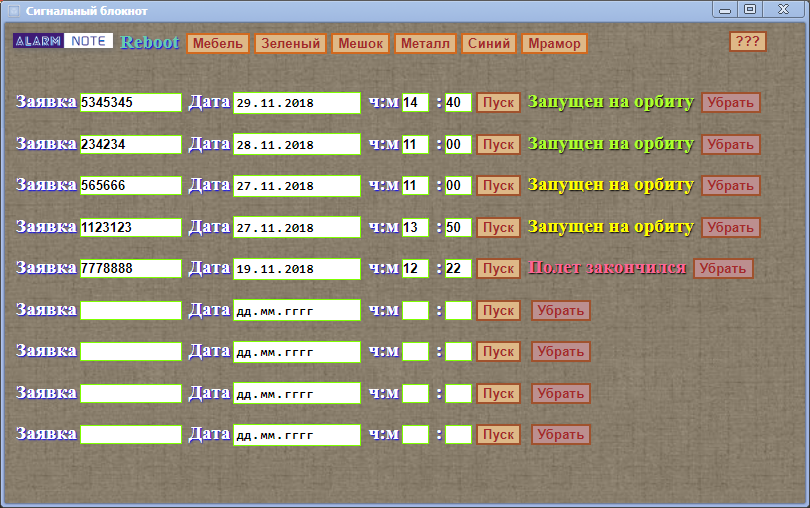 Сигнальный блокнот
ALARM NOTE Reboot Мебель Зеленый Мешок Металл Синий Мрамор ???
Заявка 5345345 Дата 29.11.2018 ч:м 14 : 40 Пуск Запущен на орбиту Убрать
Заявка 234234 Дата 28.11.2018 ч:м 11 : 00 Пуск Запущен на орбиту Убрать
Заявка 565666 Дата 27.11.2018 ч:м 11 : 00 Пуск Запущен на орбиту Убрать
Заявка 1123123 Дата 27.11.2018 ч:м 13 : 50 Пуск Запущен на орбиту Убрать
Заявка 7778888 Дата 19.11.2018 ч:м 12 : 22 Пуск Полет закончился Убрать
Заявка Дата дд.мм.гггг ч:м : Пуск Убрать
Заявка Дата дд.мм.гггг ч:м : Пуск Убрать
Заявка Дата дд.мм.гггг ч:м : Пуск Убрать
Заявка Дата дд.мм.гггг ч:м : Пуск Убрать